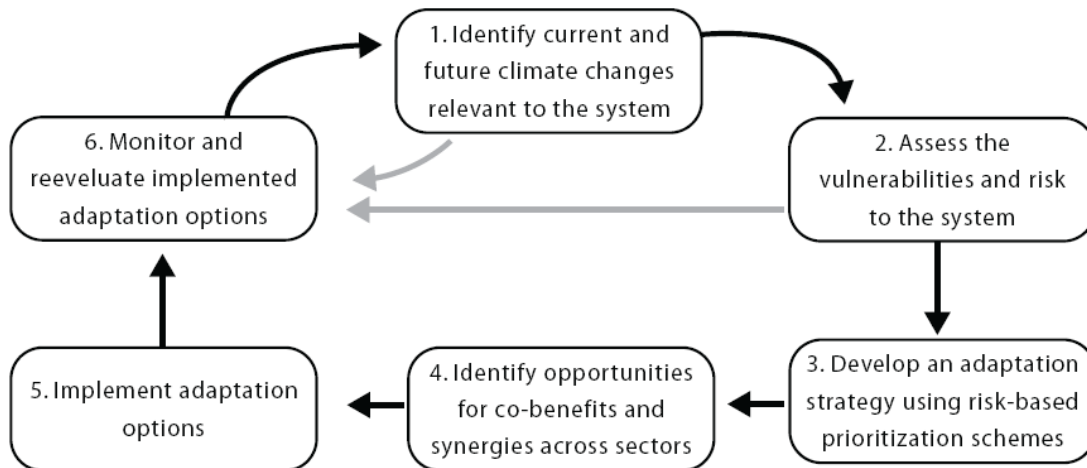 1. Identify current and
future climate changes
relevant to the system
2. Assess the
vulnerabilities and risk
to the system
3. Develop an adaptation
strategy using risk-based
prioritization schemes
4. Identify opportunities
for co-benefits and
synergies across sectors
5. Implement adaptation
options
6. Monitor and
reeveluate implemented
adaptation options